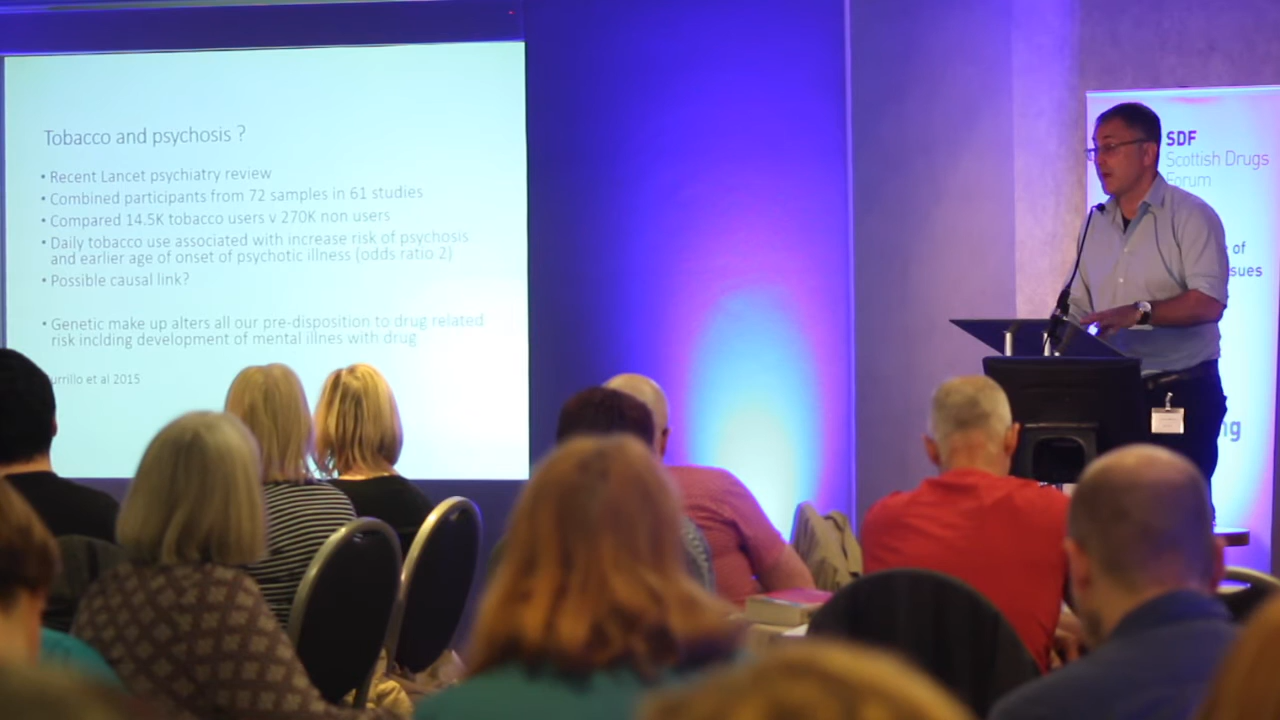 Tobacco and psychosis ?
• Recent Lancet psychiatry review
• Combined participants from 72 samples in 61 studies
• Compared 14.5K tobacco users v 270K non users
• Daily tobacco use associated with increase risk of psychosis
and earlier age of onset of psychotic illness (odds ratio 2)
• Possible causal link?
• Genetic make up alters all our pre-disposition to drug related
risk inclding development of mental illnes with drug
urrillo et al 2015
SDF
Scottish Drugs
Forum
of
sues
ng